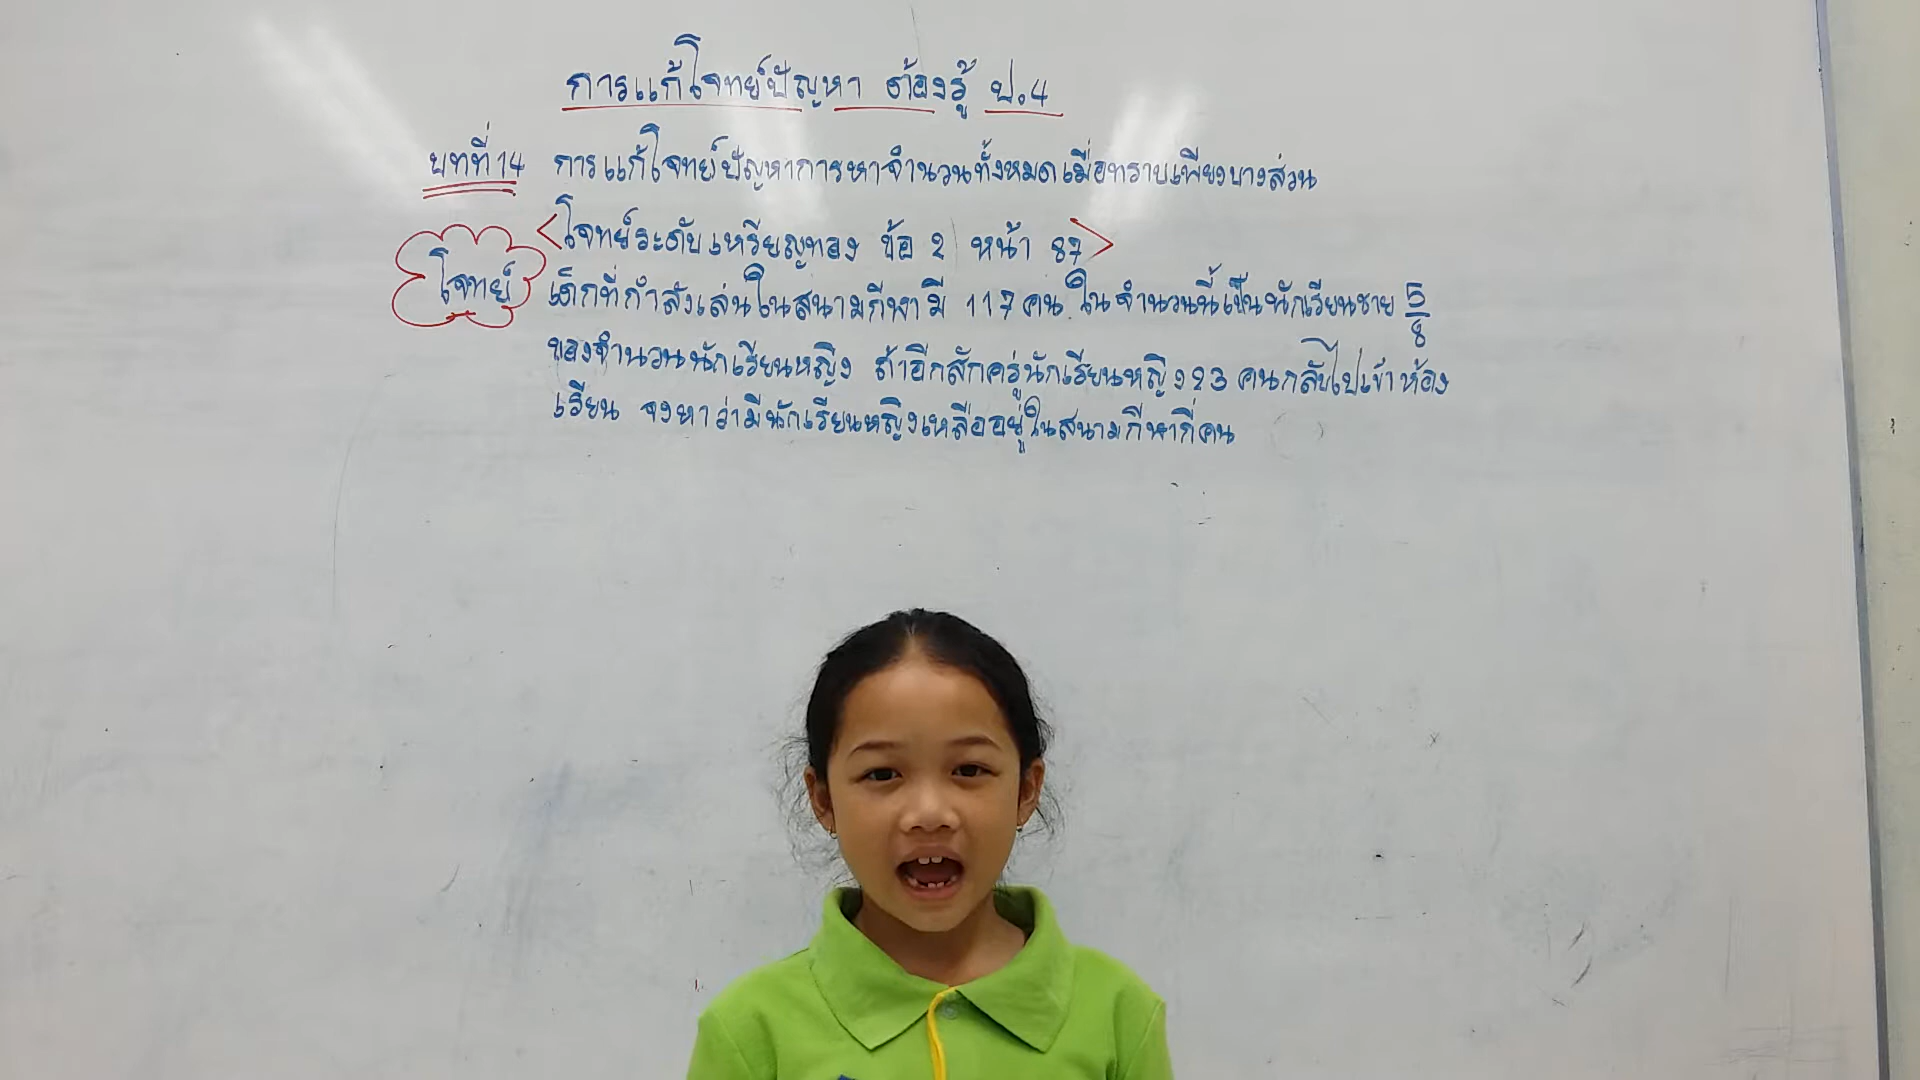 การแก้โจทย์ปัญหา ต้องรู้ ป.4
บทที่ 14 การแก้โจทย์ปัญหาการหาจำนวนทั้งหมดเมื่อทราบเพียงบางส่วน
<โจทย์ระดับเหรียญทอง ข้อ 2 หน้า 87>
โจทย์ เด็กที่กำลังเล่นในสนามกีฬามี 117 คน ในจำนวนนี้เป็นนักเรียนชาย 5/8
ของจำนวนนักเรียนหญิง ถ้าอีกสักครู่นักเรียนหญิง 23 คนกลับไปเข้าห้อง
เรียน จงหาว่ามีนักเรียนหญิงเหลืออยู่ในสนามกีฬากี่คน